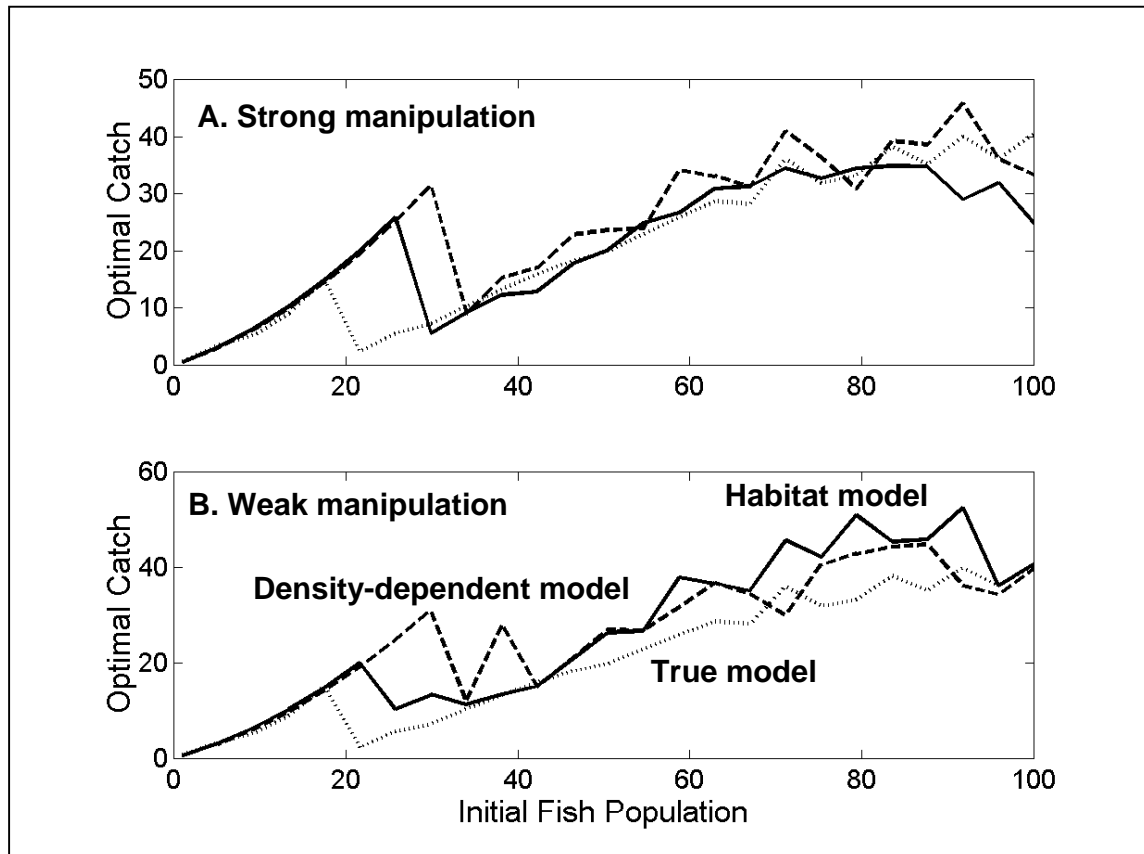 A. Strong manipulation
Optimal Catch
50
40
30
20
10
0
0 20 40 60 80 100
B. Weak manipulation
Habitat model
Density-dependent model
True model
Optimal Catch
60
40
20
0
0 20 40 60 80 100
Initial Fish Population